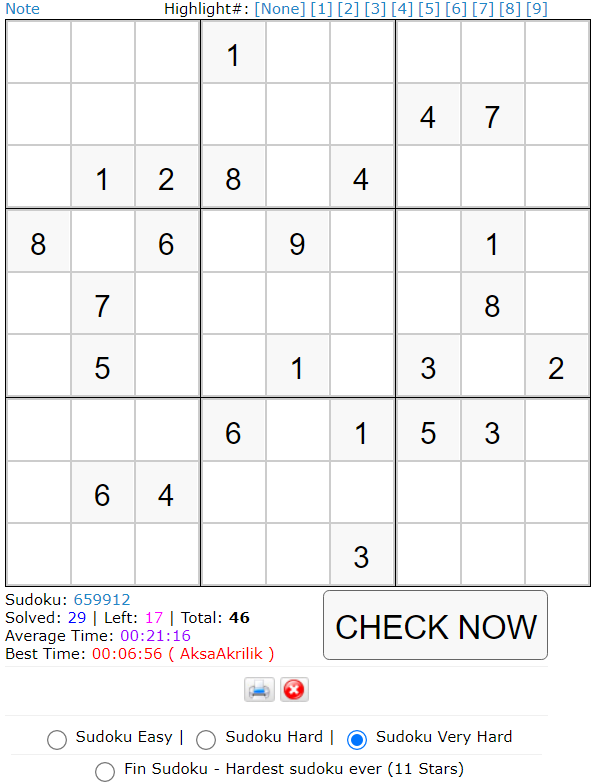 Note Highlight#: [None] [1] [2] [3] [4] [5] [6] [7] [8] [9]
1
4 7
1 2 8 4
8 6 9 1
7 8
5 1 3 2
6 1 5 3
6 4
3
Sudoku: 659912
Solved: 29 | Left: 17 | Total: 46
Average Time: 00:21:16
Best Time: 00:06:56 ( AksaAkrilik )
CHECK NOW
Sudoku Easy | Sudoku Hard | Sudoku Very Hard
Fin Sudoku - Hardest sudoku ever (11 Stars)